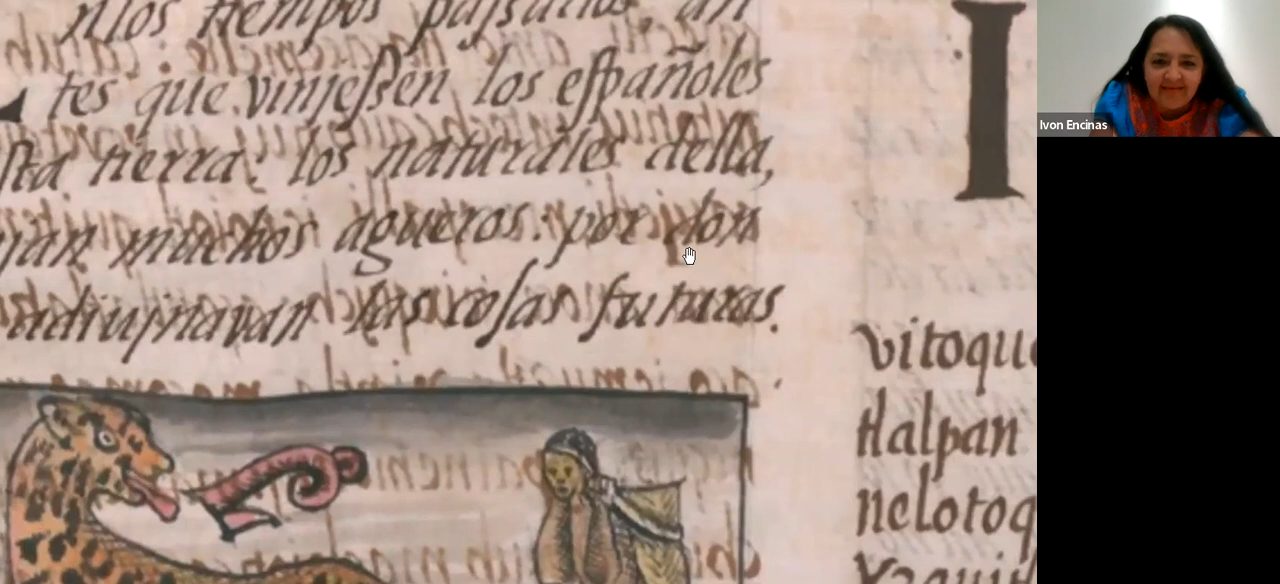 nlos tiempos passados, an
tes que vinjessen los españoles
sta tierra: los naturales della,
jan muchos agueros: por don
adiujnavan las cosas futuras.
I
vitoque
tlalpan
nelotoq
Ivon Encinas